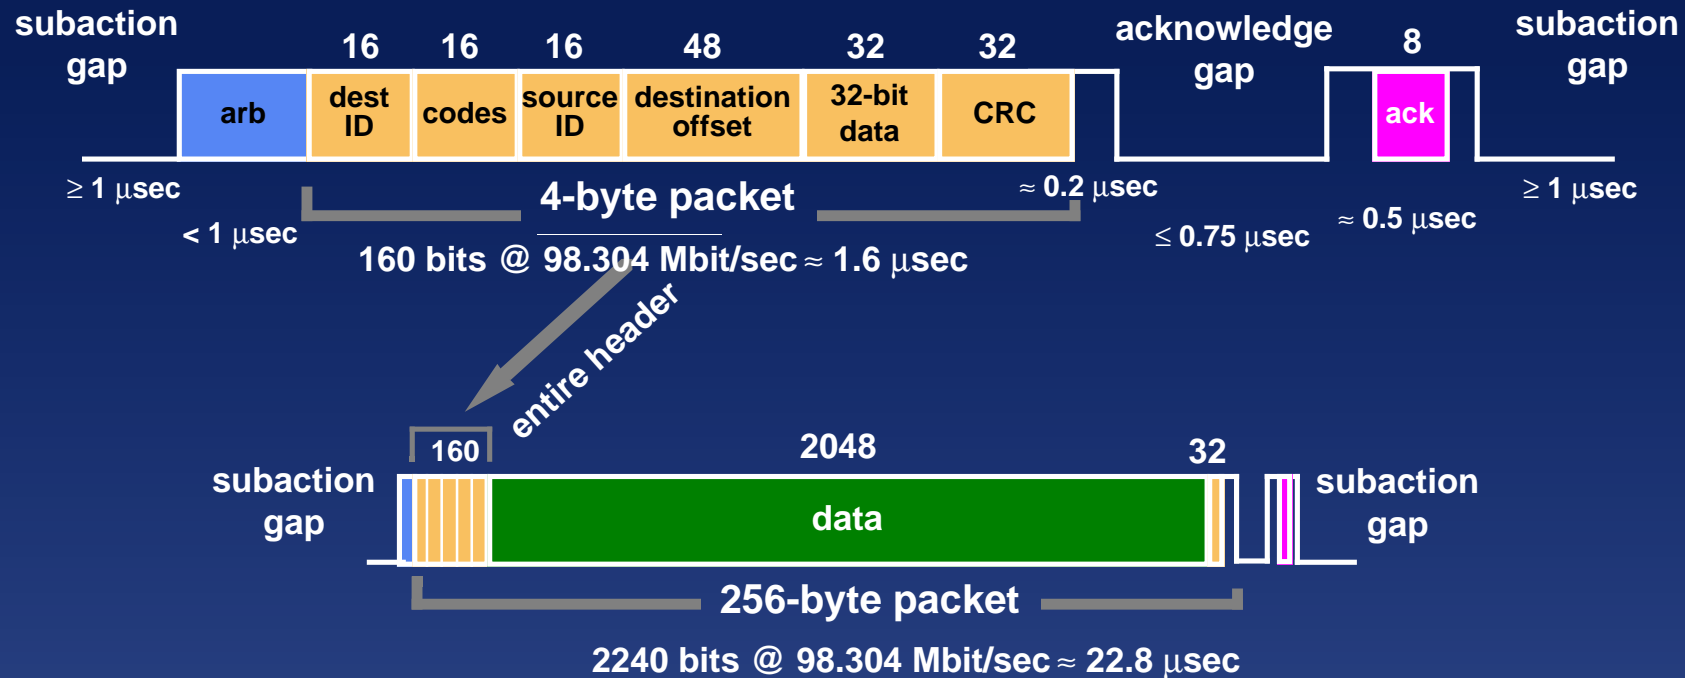 subaction
gap
16
16
16
48
32
32
acknowledge
gap
8
subaction
gap
arb
dest
ID
codes
source
ID
destination
offset
32-bit
data
CRC
ack
≥ 1 μsec
< 1 μsec
4-byte packet
≈ 0.2 μsec
≤ 0.75 μsec
≈ 0.5 μsec
≥ 1 μsec
160 bits @ 98.304 Mbit/sec ≈ 1.6 μsec
entire header
subaction
gap
160
2048
32
data
subaction
gap
256-byte packet
2240 bits @ 98.304 Mbit/sec ≈ 22.8 μsec